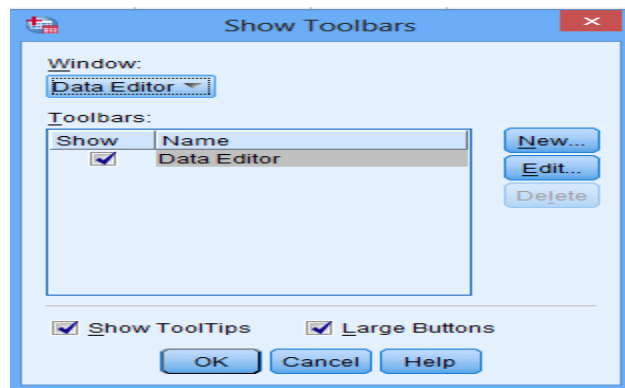 Show Toolbars
Window:
Data Editor
Toolbars:
Show Name
Data Editor
New...
Edit...
Delete
Show ToolTips Large Buttons
OK Cancel Help